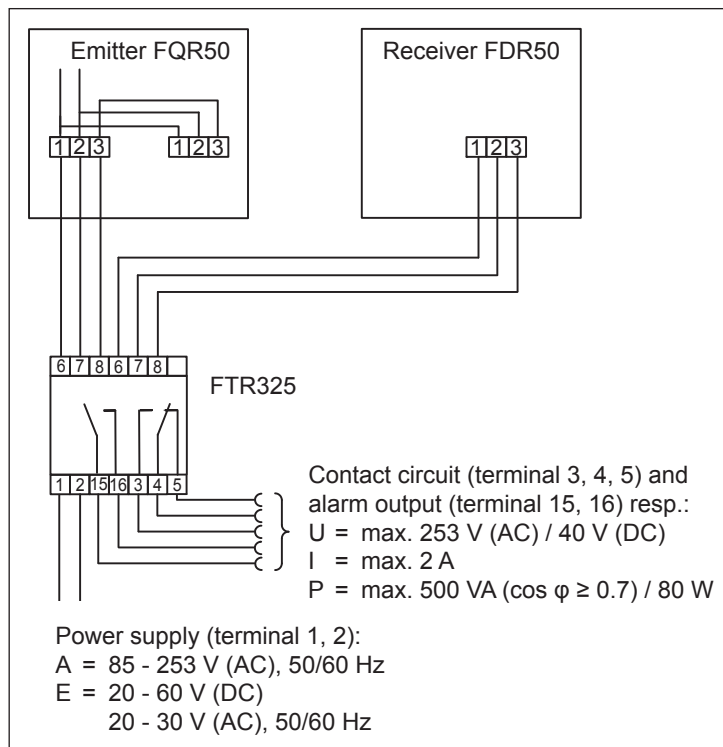 Emitter FQR50
Receiver FDR50
1 2 3
1 2 3
1 2 3
6 7 8 6 7 8
FTR325
1 2 15 16 3 4 5
Contact circuit (terminal 3, 4, 5) and
alarm output (terminal 15, 16) resp.:
U = max. 253 V (AC) / 40 V (DC)
I = max. 2 A
P = max. 500 VA (cos φ ≥ 0.7) / 80 W
Power supply (terminal 1, 2):
A = 85 - 253 V (AC), 50/60 Hz
E = 20 - 60 V (DC)
20 - 30 V (AC), 50/60 Hz